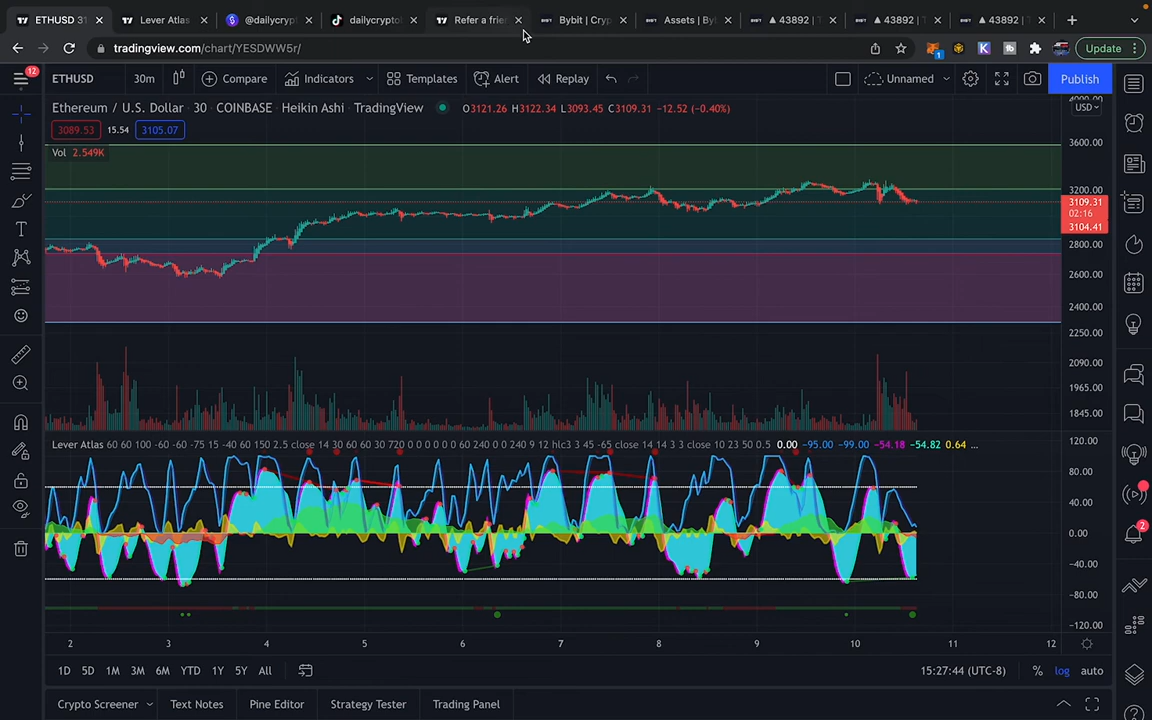 ETHUSD 31
Lever Atlas
@dailycryp
dailycryptol
Refer a frie
Bybit | Cryp
Assets | By
▲ 43892 | T
▲ 43892 | T
▲ 43892 | T
tradingview.com/chart/YESDWW5r/
Update
12
ETHUSD
30m
Compare
Indicators
Templates
Alert
Replay
Unnamed
Publish
Ethereum / U.S. Dollar · 30 · COINBASE · Heikin Ashi · TradingView
O3121.26 H3122.34 L3093.45 C3109.31 −12.52 (−0.40%)
USD
3089.53 15.54 3105.07
Vol 2.549K
3600.00
3200.00
3109.31
02:16
3104.41
2800.00
2600.00
2400.00
2250.00
2090.00
1965.00
1845.00
Lever Atlas 60 60 100 -60 -60 -75 15 -40 60 150 2.5 close 14 30 60 60 30 720 0 0 0 0 0 0 60 240 0 0 240 9 12 hlc3 3 45 -65 close 14 14 3 3 close 10 23 50 0.5 0.00 −95.00 −99.00 −54.18 −54.82 0.64 ...
120.00
80.00
40.00
0.00
−40.00
−80.00
−120.00
2
2 3 4 5 6 7 8 9 10 11 12
1D 5D 1M 3M 6M YTD 1Y 5Y All
15:27:44 (UTC-8)
% log auto
Crypto Screener
Text Notes
Pine Editor
Strategy Tester
Trading Panel